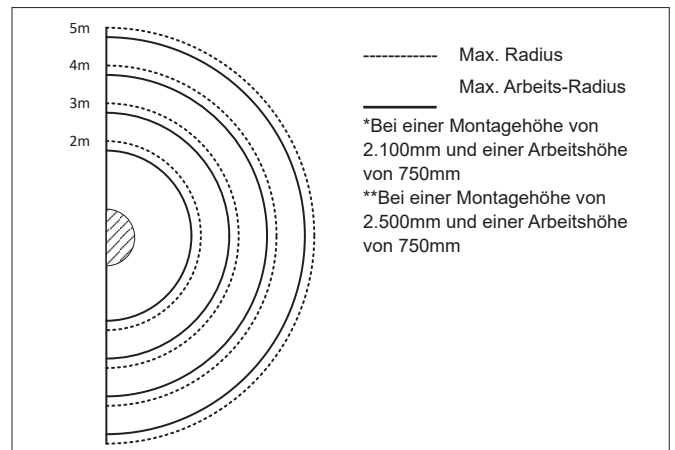 5m
4m
3m
2m
Max. Radius
Max. Arbeits-Radius
*Bei einer Montagehöhe von
2.100mm und einer Arbeitshöhe
von 750mm
**Bei einer Montagehöhe von
2.500mm und einer Arbeitshöhe
von 750mm